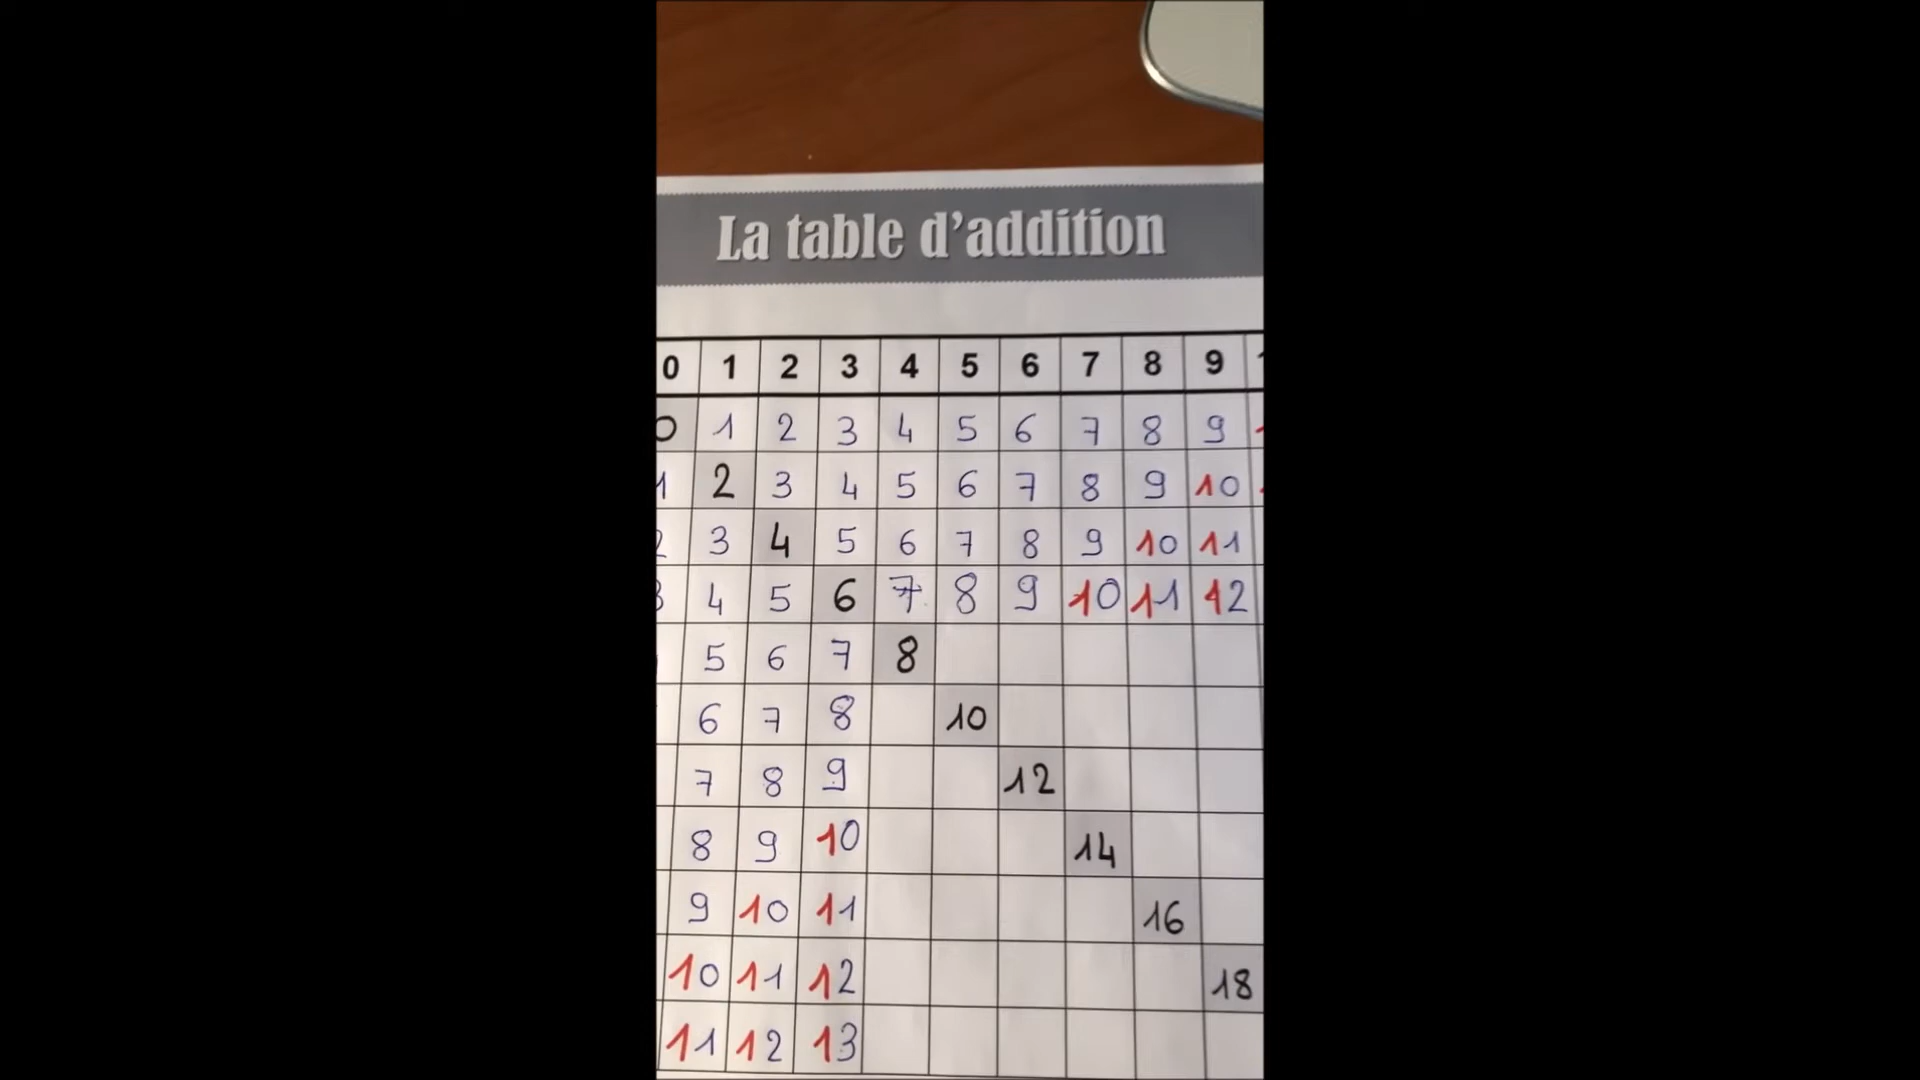 La table d'addition
0 1 2 3 4 5 6 7 8 9
0 1 2 3 4 5 6 7 8 9
1 2 3 4 5 6 7 8 9 10
2 3 4 5 6 7 8 9 10 11
3 4 5 6 7 8 9 10 11 12
5 6 7 8
6 7 8 10
7 8 9 12
8 9 10 14
9 10 11 16
10 11 12 18
11 12 13